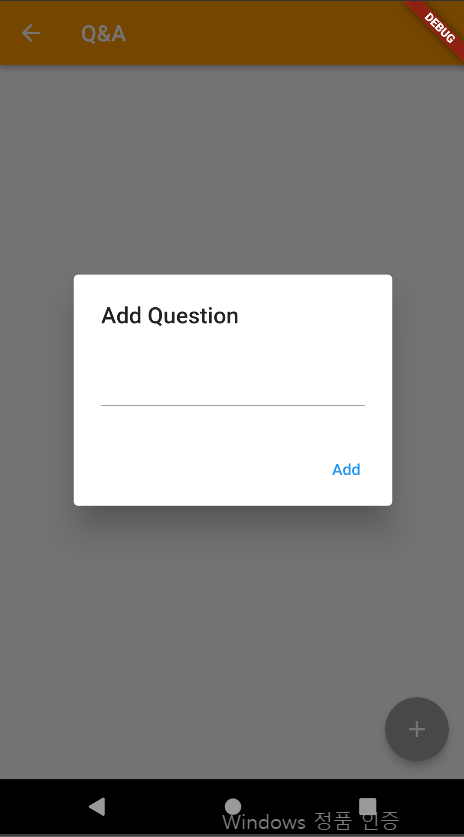 Q&A
DEBUG
Add Question
Add
Windows 정품 인증